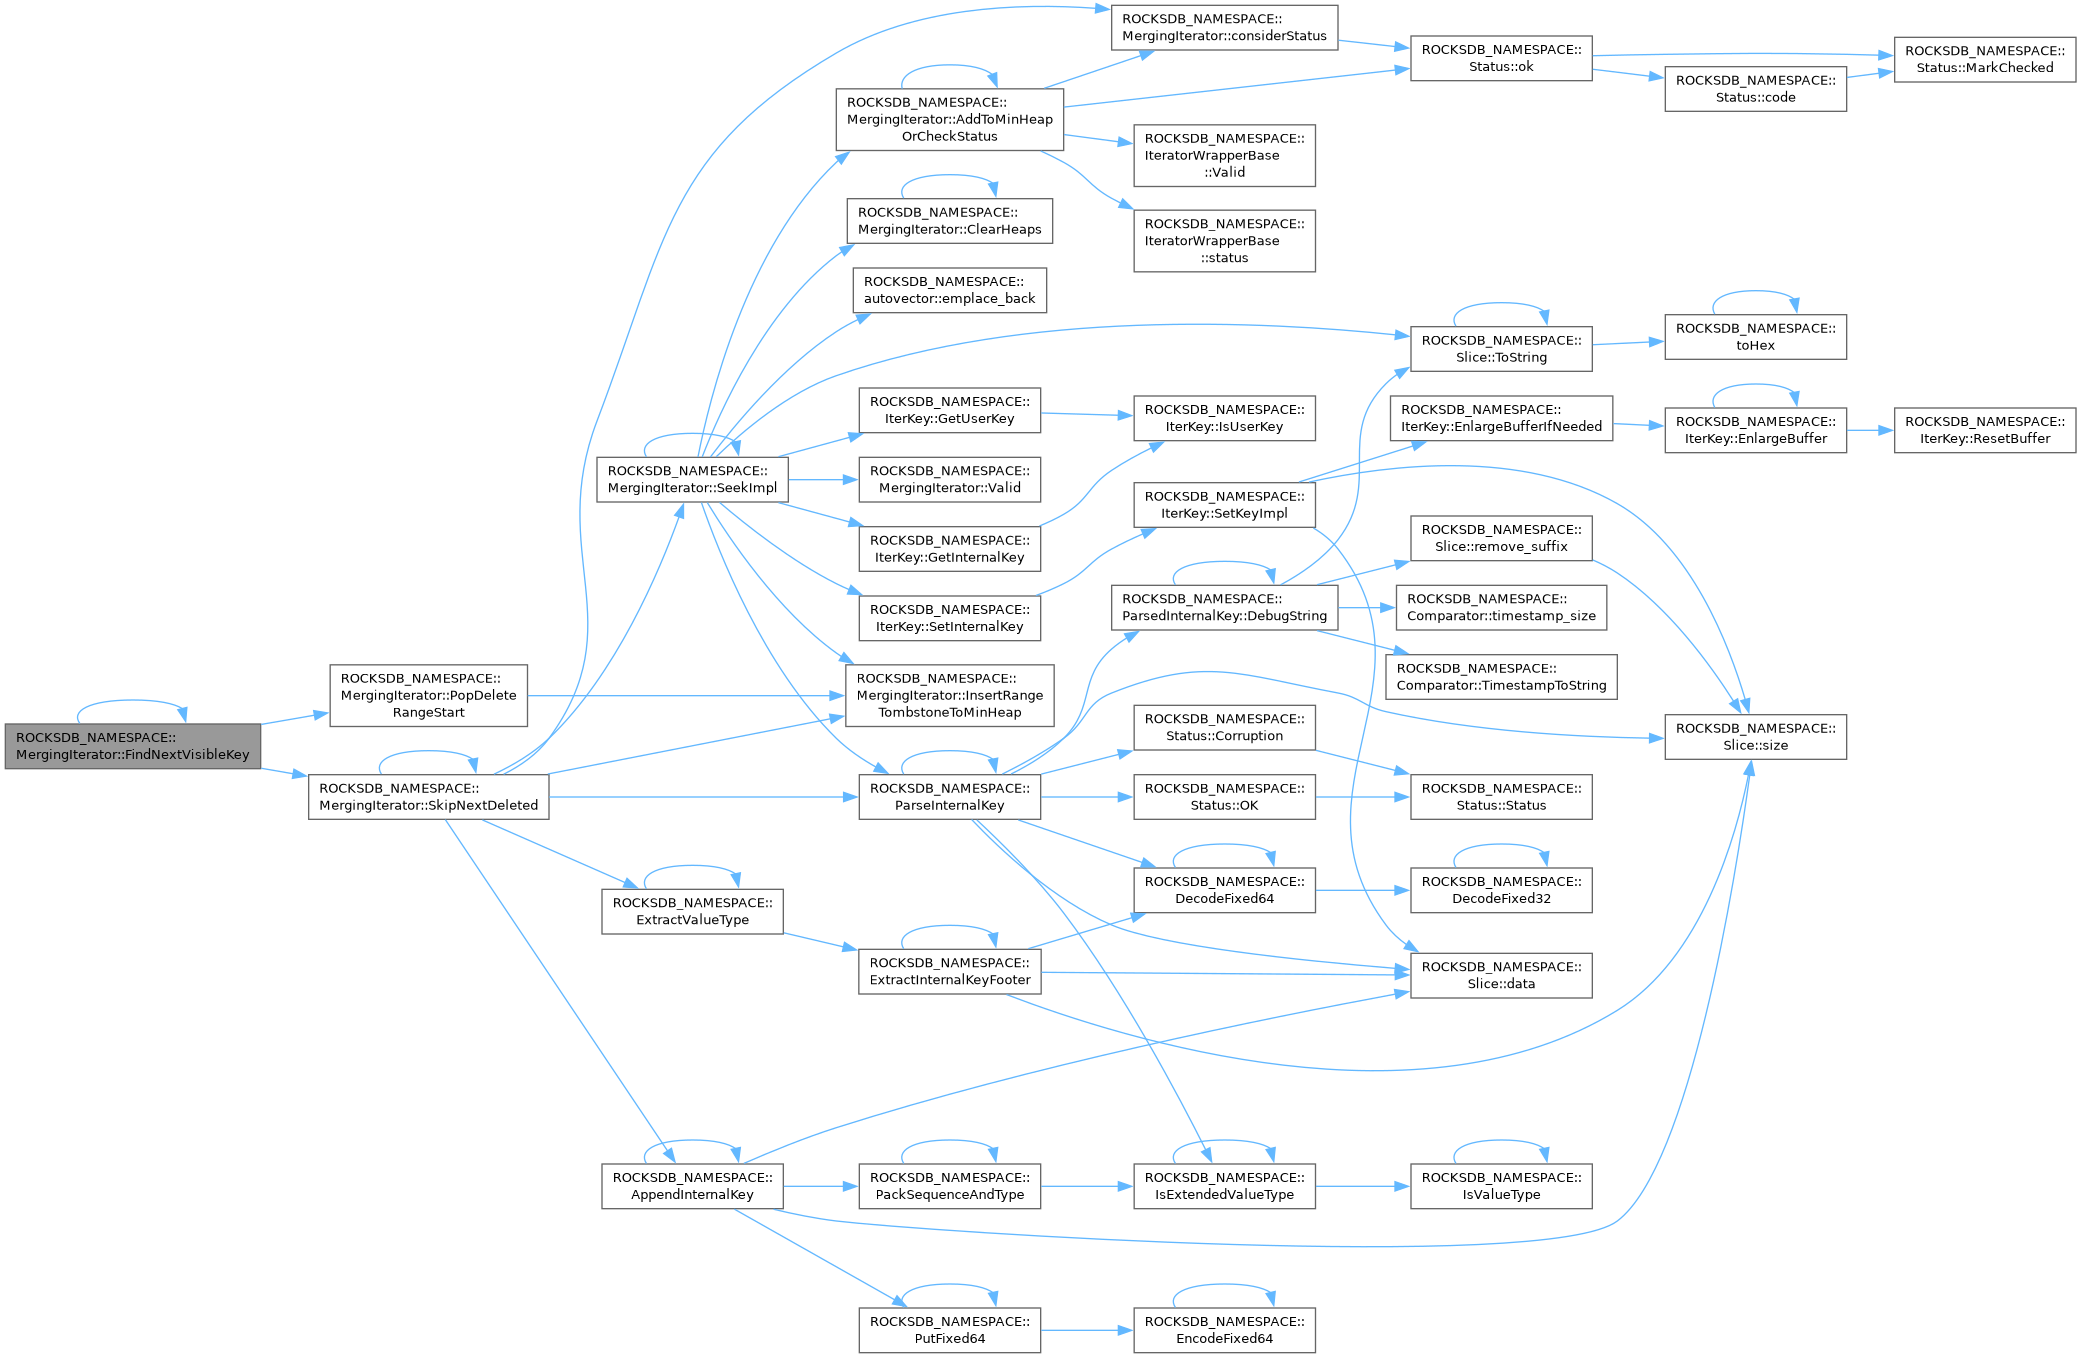 ROCKSDB_NAMESPACE::
MergingIterator::FindNextVisibleKey
ROCKSDB_NAMESPACE::
MergingIterator::PopDelete
RangeStart
ROCKSDB_NAMESPACE::
MergingIterator::SkipNextDeleted
ROCKSDB_NAMESPACE::
MergingIterator::SeekImpl
ROCKSDB_NAMESPACE::
ExtractValueType
ROCKSDB_NAMESPACE::
AppendInternalKey
ROCKSDB_NAMESPACE::
MergingIterator::AddToMinHeap
OrCheckStatus
ROCKSDB_NAMESPACE::
MergingIterator::ClearHeaps
ROCKSDB_NAMESPACE::
autovector::emplace_back
ROCKSDB_NAMESPACE::
IterKey::GetUserKey
ROCKSDB_NAMESPACE::
MergingIterator::Valid
ROCKSDB_NAMESPACE::
IterKey::GetInternalKey
ROCKSDB_NAMESPACE::
IterKey::SetInternalKey
ROCKSDB_NAMESPACE::
MergingIterator::InsertRange
TombstoneToMinHeap
ROCKSDB_NAMESPACE::
ParseInternalKey
ROCKSDB_NAMESPACE::
ExtractInternalKeyFooter
ROCKSDB_NAMESPACE::
PackSequenceAndType
ROCKSDB_NAMESPACE::
PutFixed64
ROCKSDB_NAMESPACE::
MergingIterator::considerStatus
ROCKSDB_NAMESPACE::
IteratorWrapperBase
::Valid
ROCKSDB_NAMESPACE::
IteratorWrapperBase
::status
ROCKSDB_NAMESPACE::
IterKey::IsUserKey
ROCKSDB_NAMESPACE::
IterKey::SetKeyImpl
ROCKSDB_NAMESPACE::
ParsedInternalKey::DebugString
ROCKSDB_NAMESPACE::
Status::Corruption
ROCKSDB_NAMESPACE::
Status::OK
ROCKSDB_NAMESPACE::
DecodeFixed64
ROCKSDB_NAMESPACE::
IsExtendedValueType
ROCKSDB_NAMESPACE::
EncodeFixed64
ROCKSDB_NAMESPACE::
Status::ok
ROCKSDB_NAMESPACE::
Slice::ToString
ROCKSDB_NAMESPACE::
IterKey::EnlargeBufferIfNeeded
ROCKSDB_NAMESPACE::
Slice::remove_suffix
ROCKSDB_NAMESPACE::
Comparator::timestamp_size
ROCKSDB_NAMESPACE::
Comparator::TimestampToString
ROCKSDB_NAMESPACE::
Status::Status
ROCKSDB_NAMESPACE::
DecodeFixed32
ROCKSDB_NAMESPACE::
Slice::data
ROCKSDB_NAMESPACE::
IsValueType
ROCKSDB_NAMESPACE::
Status::code
ROCKSDB_NAMESPACE::
toHex
ROCKSDB_NAMESPACE::
IterKey::EnlargeBuffer
ROCKSDB_NAMESPACE::
Slice::size
ROCKSDB_NAMESPACE::
Status::MarkChecked
ROCKSDB_NAMESPACE::
IterKey::ResetBuffer